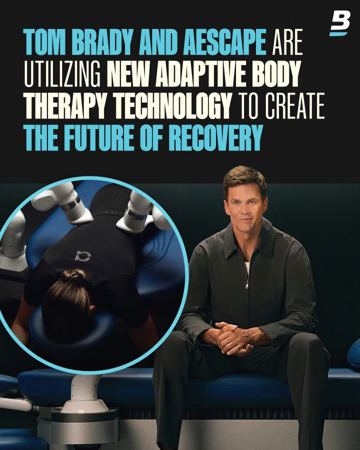 B
TOM BRADY AND AESCAPE ARE
UTILIZING NEW ADAPTIVE BODY
THERAPY TECHNOLOGY TO CREATE
THE FUTURE OF RECOVERY